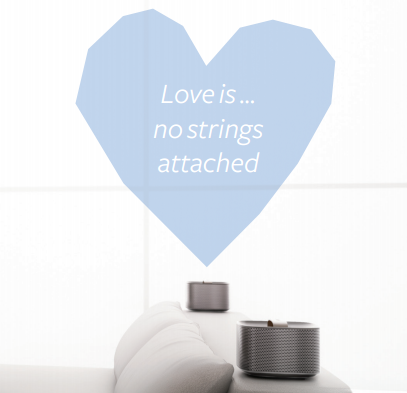 Love is ...
no strings
attached